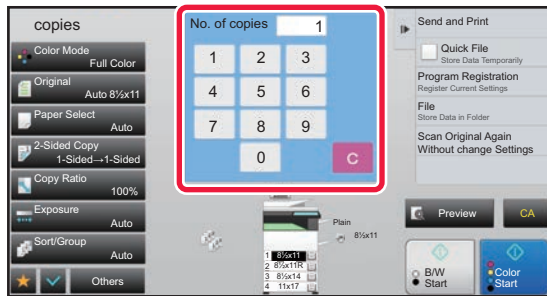 copies
Color Mode
Full Color
Original
Auto 8½x11
Paper Select
Auto
2-Sided Copy
1-Sided→1-Sided
Copy Ratio
100%
Exposure
Auto
Sort/Group
Auto
Others
No. of copies 1
1 2 3
4 5 6
7 8 9
0 C
Plain
8½x11
1 8½x11
2 8½x11R
3 8½x14
4 11x17
Send and Print
Quick File
Store Data Temporarily
Program Registration
Register Current Settings
File
Store Data in Folder
Scan Original Again
Without change Settings
Preview CA
B/W
Start
Color
Start